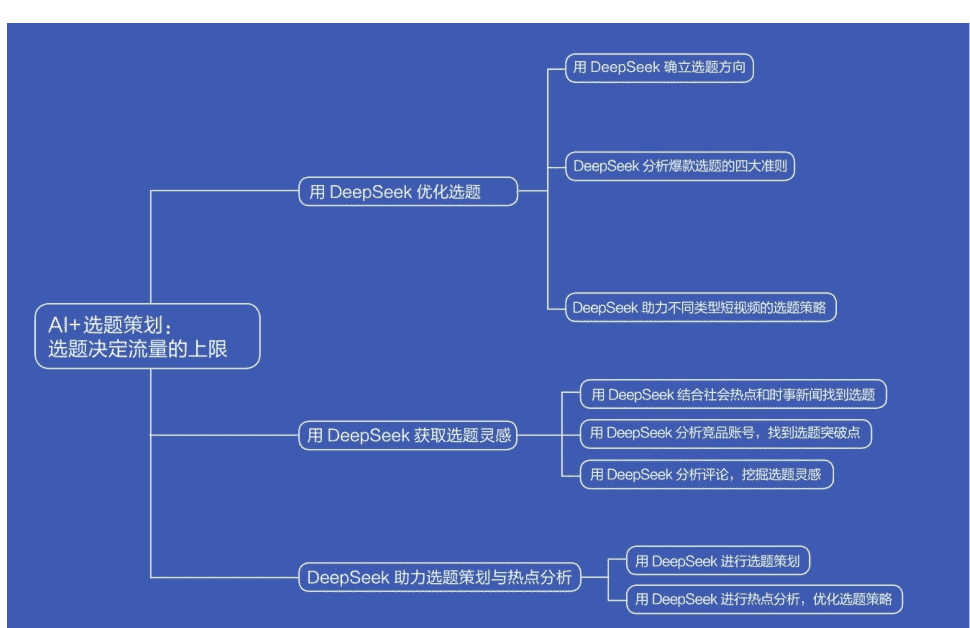 AI+选题策划：
选题决定流量的上限
用 DeepSeek 优化选题
用 DeepSeek 确立选题方向
DeepSeek 分析爆款选题的四大准则
DeepSeek 助力不同类型短视频的选题策略
用 DeepSeek 获取选题灵感
用 DeepSeek 结合社会热点和时事新闻找到选题
用 DeepSeek 分析竞品账号，找到选题突破点
用 DeepSeek 分析评论，挖掘选题灵感
DeepSeek 助力选题策划与热点分析
用 DeepSeek 进行选题策划
用 DeepSeek 进行热点分析，优化选题策略